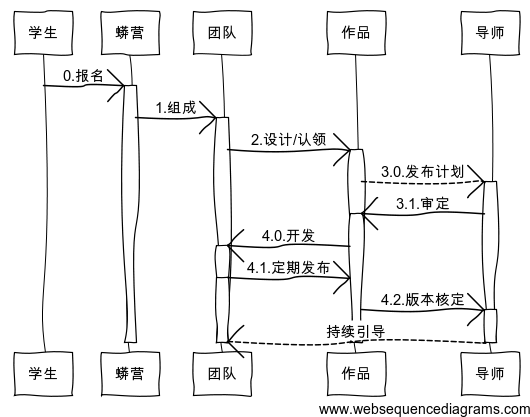 学生 蟒营 团队 作品 导师
0.报名
1.组成
2.设计/认领
3.0.发布计划
3.1.审定
4.0.开发
4.1.定期发布
4.2.版本核定
持续引导
学生 蟒营 团队 作品 导师
www.websequencediagrams.com